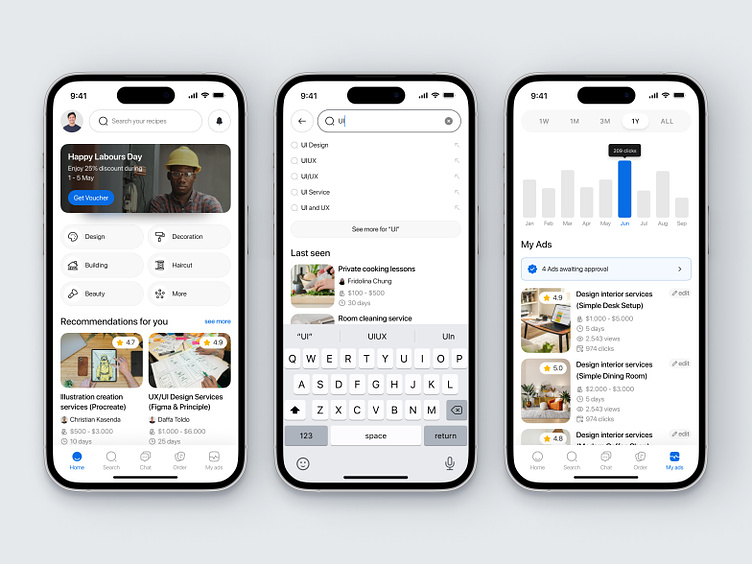 9:41
Search your recipes
Happy Labours Day
Enjoy 25% discount during
1 - 5 May
Get Voucher
Design
Decoration
Building
Haircut
Beauty
More
Recommendations for you
see more
4.7
4.9
Illustration creation
services (Procreate)
Christian Kasenda
$500 - $3.000
10 days
UX/UI Design Services
(Figma & Principle)
Daffa Toldo
$1.000 - $6.000
25 days
Home
Search
Chat
Order
My ads
9:41
UI
UI Design
UIUX
UI/UX
UI Service
UI and UX
See more for "UI"
Last seen
Private cooking lessons
Fridolina Chung
$100 - $500
30 days
Room cleaning service
"UI"
UIUX
UIn
Q W E R T Y U I O P
A S D F G H J K L
Z X C V B N M
123
space
return
9:41
1W
1M
3M
1Y
ALL
209 clicks
Jan
Feb
Mar
Apr
May
Jun
Jul
Aug
Sep
My Ads
4 Ads awaiting approval
4.9
Design interior services
(Simple Desk Setup)
edit
$1.000 - $5.000
5 days
2.543 views
974 clicks
5.0
Design interior services
(Simple Dining Room)
edit
$2.000 - $3.000
5 days
2.543 views
974 clicks
4.8
Design interior services
edit
Home
Search
Chat
Order
My ads